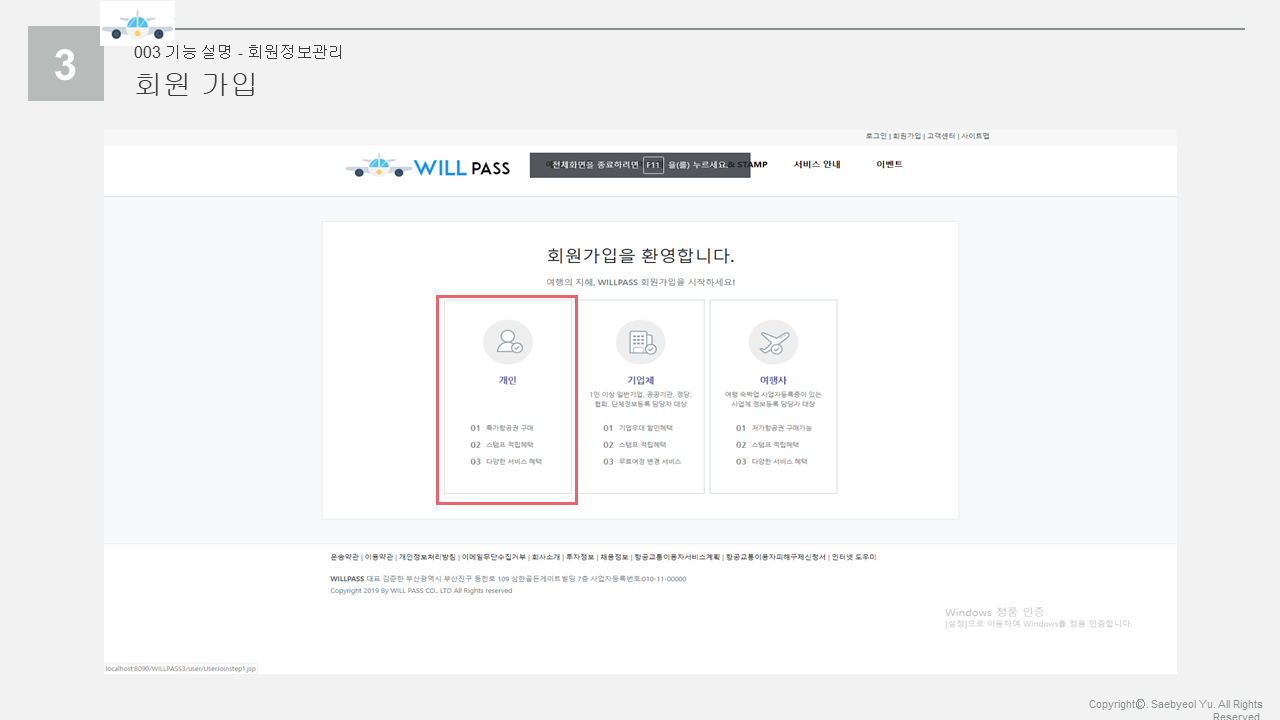 3
003 기능 설명 - 회원정보관리
회원 가입
로그인 | 회원가입 | 고객센터 | 사이트맵
WILL PASS
전체화면을 종료하려면 F11 을(를) 누르세요.
& STAMP
서비스 안내
이벤트
회원가입을 환영합니다.
여행의 지혜, WILLPASS 회원가입을 시작하세요!
개인
01 특가항공권 구매
02 스탬프 적립혜택
03 다양한 서비스 혜택
기업체
1인 이상 일반기업, 공공기관, 정당,
협회, 단체정보등록 담당자 대상
01 기업우대 할인혜택
02 스탬프 적립혜택
03 무료여정 변경 서비스
여행사
여행 숙박업 사업자등록증이 있는
사업체 정보등록 담당자 대상
01 저가항공권 구매가능
02 스탬프 적립혜택
03 다양한 서비스 혜택
운송약관 | 이용약관 | 개인정보처리방침 | 이메일무단수집거부 | 회사소개 | 투자정보 | 채용정보 | 항공교통이용자서비스계획 | 항공교통이용자피해구제신청서 | 인터넷 도우미
WILLPASS 대표 김준한 부산광역시 부산진구 동천로 109 삼한골든게이트빌딩 7층 사업자등록번호:010-11-00000
Copyright 2019 By WILL PASS CO., LTD All Rights reserved
Windows 정품 인증
[설정]으로 이동하여 Windows를 정품 인증합니다.
localhost:8090/WILLPASS3/user/UserJoinstep1.jsp
Copyright©. Saebyeol Yu. All Rights
Reserved.